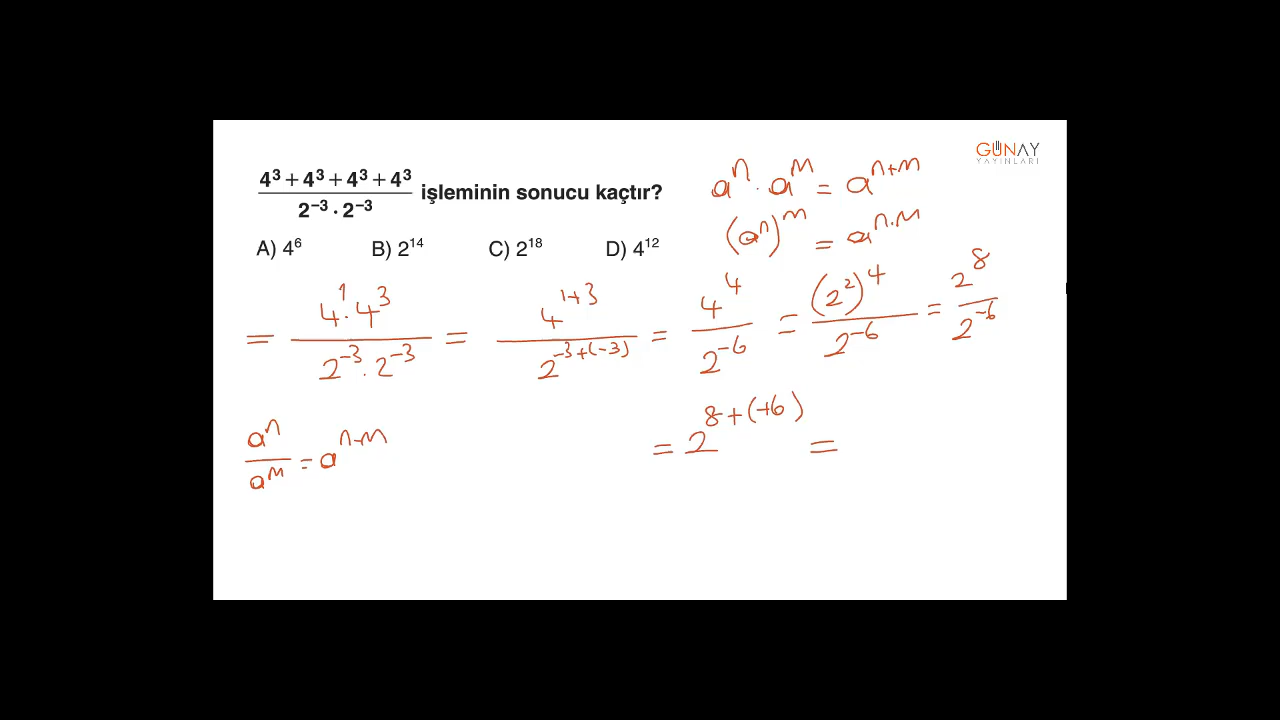 GÜNAY
YAYINLARI
4³ + 4³ + 4³ + 4³ / 2⁻³ · 2⁻³ işleminin sonucu kaçtır?
A) 4⁶ B) 2¹⁴ C) 2¹⁸ D) 4¹²
aⁿ · aᵐ = aⁿ⁺ᵐ
(aⁿ)ᵐ = aⁿ·ᵐ
= 4¹ · 4³ / 2⁻³ · 2⁻³ = 4¹⁺³ / 2⁻³⁺⁽⁻³⁾ = 4⁴ / 2⁻⁶ = (2²)⁴ / 2⁻⁶ = 2⁸ / 2⁻⁶
aⁿ / aᵐ = aⁿ⁻ᵐ
= 2⁸⁺⁽⁺⁶⁾ =